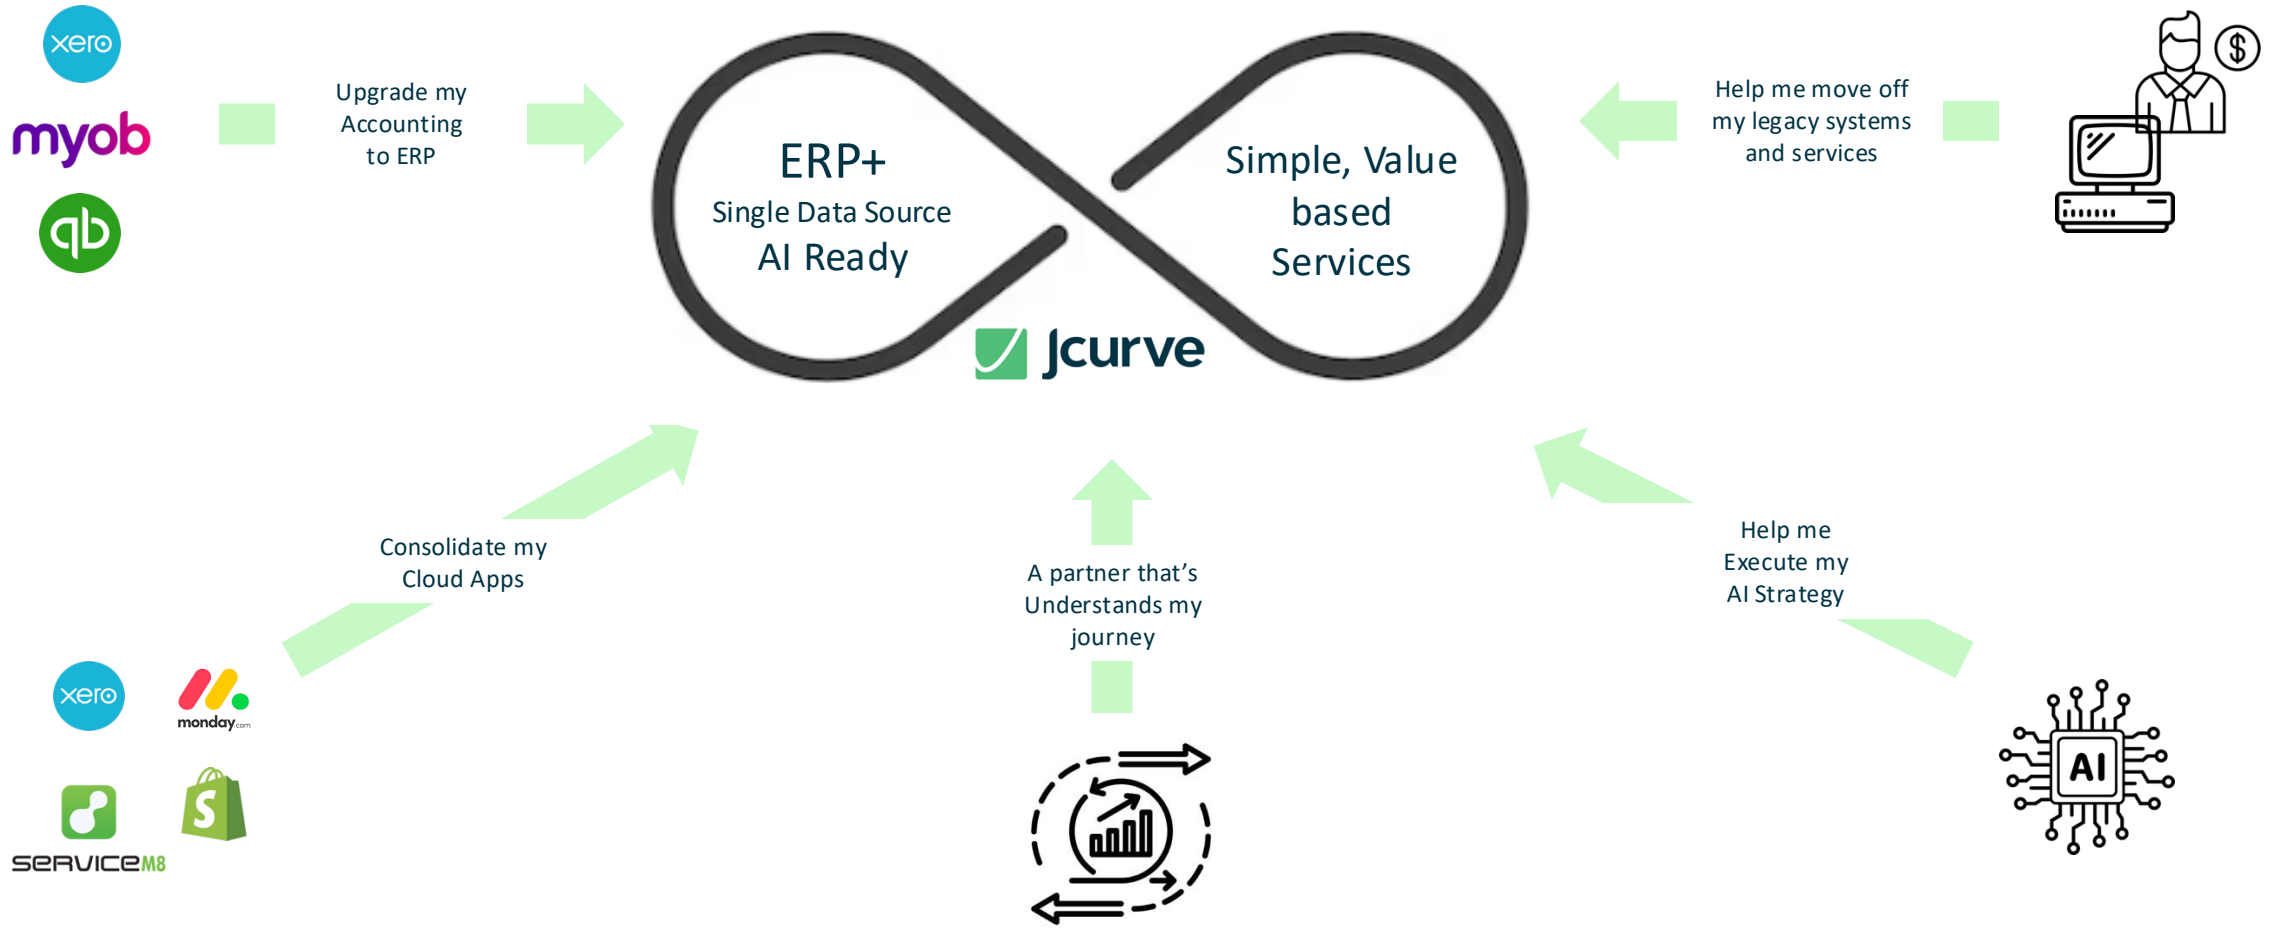 xero
myob
qb
Upgrade my
Accounting
to ERP
ERP+
Single Data Source
AI Ready
Simple, Value
based
Services
Jcurve
Help me move off
my legacy systems
and services
$
Consolidate my
Cloud Apps
A partner that’s
Understands my
journey
Help me
Execute my
AI Strategy
xero
monday.com
S
SERVICEM8
AI